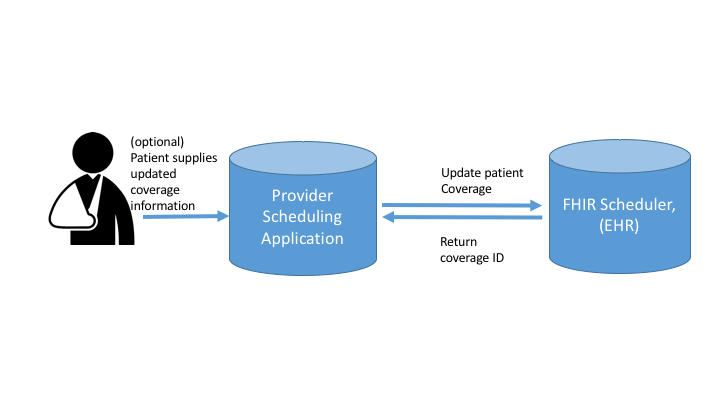 (optional)
Patient supplies
updated
coverage
information
Provider
Scheduling
Application
Update patient
Coverage
Return
coverage ID
FHIR Scheduler,
(EHR)